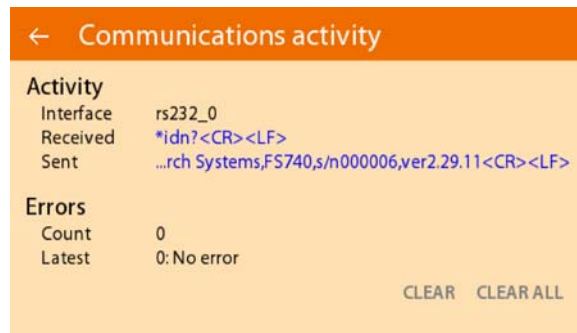 ← Communications activity
Activity
Interface rs232_0
Received *idn?<CR><LF>
Sent ...rch Systems,FS740,s/n000006,ver2.29.11<CR><LF>
Errors
Count 0
Latest 0: No error
CLEAR CLEAR ALL